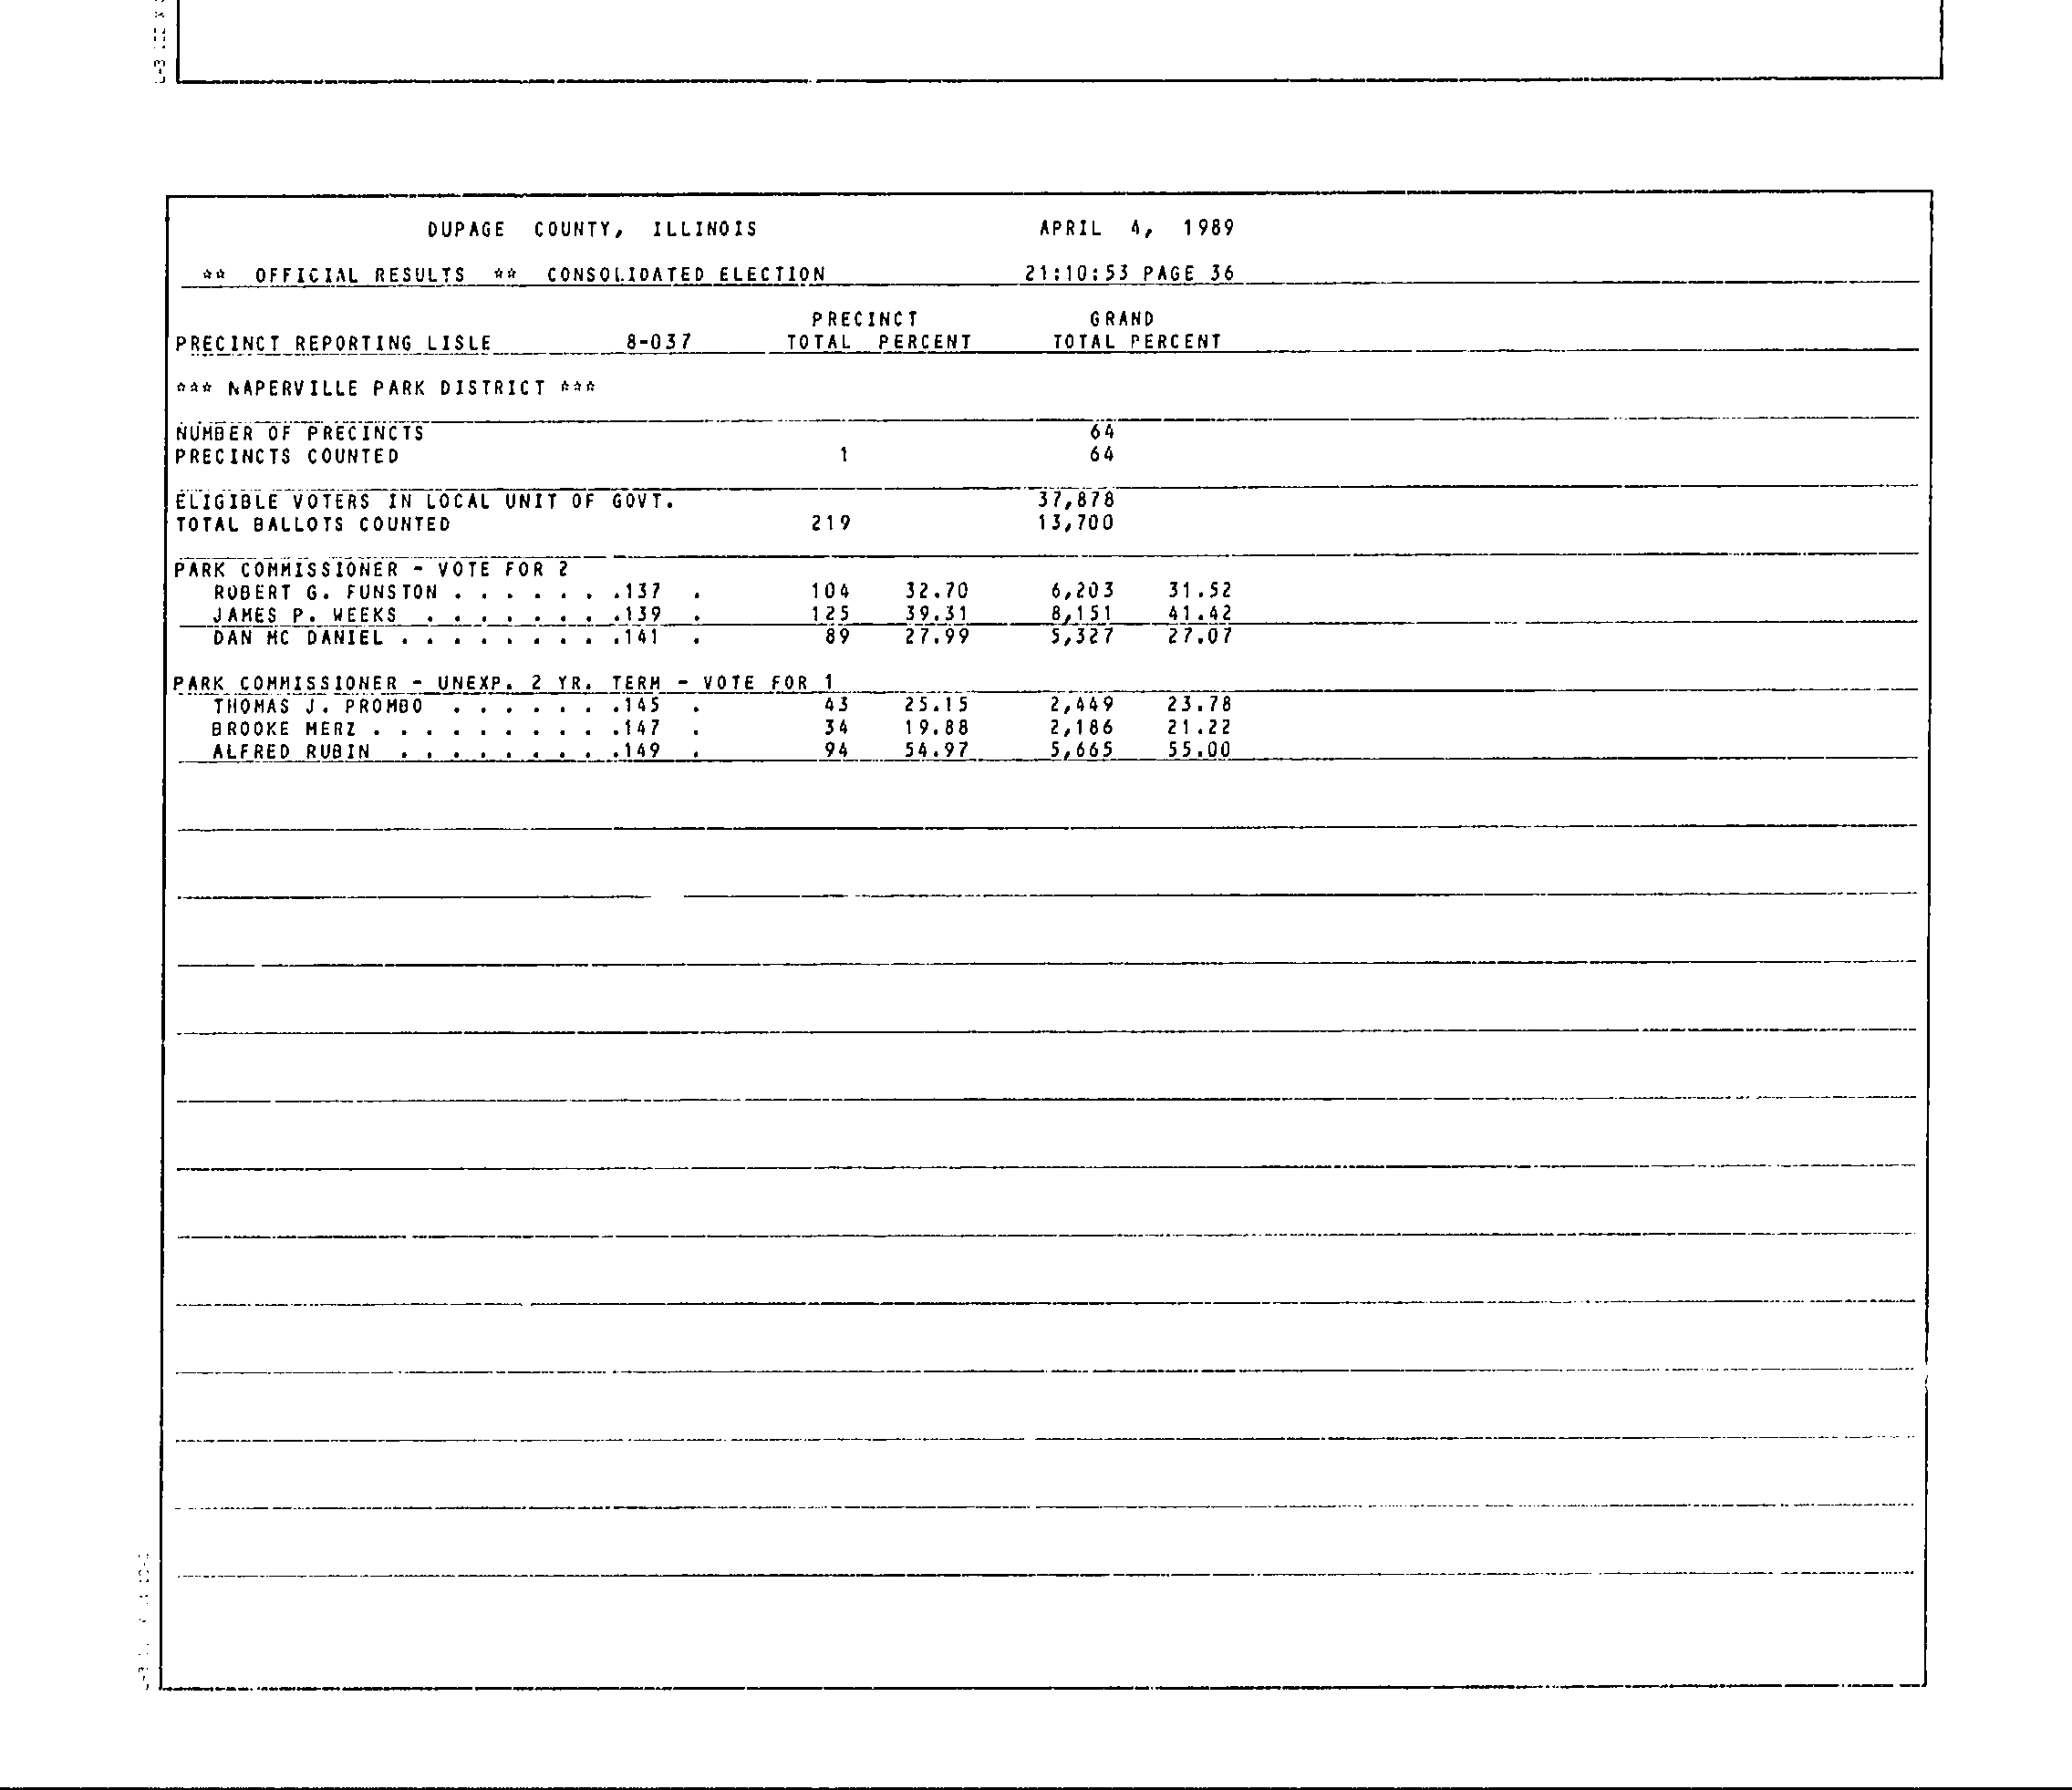 DUPAGE COUNTY, ILLINOIS APRIL 4, 1989
** OFFICIAL RESULTS ** CONSOLIDATED ELECTION 21:10:53 PAGE 36
PRECINCT GRAND
PRECINCT REPORTING LISLE 8-037 TOTAL PERCENT TOTAL PERCENT
*** NAPERVILLE PARK DISTRICT ***
NUMBER OF PRECINCTS 64
PRECINCTS COUNTED 1 64
ELIGIBLE VOTERS IN LOCAL UNIT OF GOVT. 37,878
TOTAL BALLOTS COUNTED 219 13,700
PARK COMMISSIONER - VOTE FOR 2
ROBERT G. FUNSTON . . . . . . .137 . 104 32.70 6,203 31.52
JAMES P. WEEKS . . . . . . . .139 . 125 39.31 8,151 41.42
DAN MC DANIEL . . . . . . . . .141 . 89 27.99 5,327 27.07
PARK COMMISSIONER - UNEXP. 2 YR. TERM - VOTE FOR 1
THOMAS J. PROMBO . . . . . . .145 . 43 25.15 2,449 23.78
BROOKE MERZ . . . . . . . . . .147 . 34 19.88 2,186 21.22
ALFRED RUBIN . . . . . . . . .149 . 94 54.97 5,665 55.00